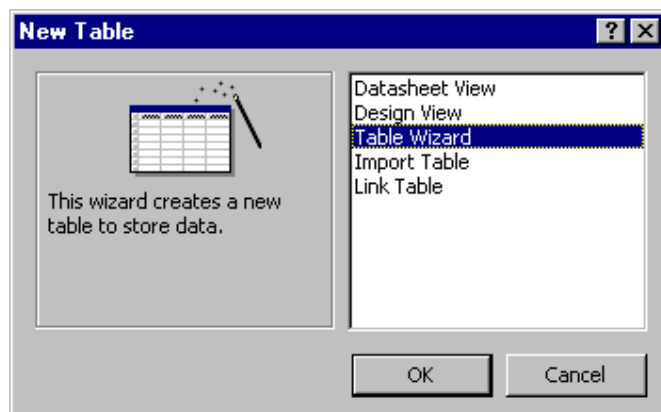 New Table
This wizard creates a new
table to store data.
Datasheet View
Design View
Table Wizard
Import Table
Link Table
OK
Cancel